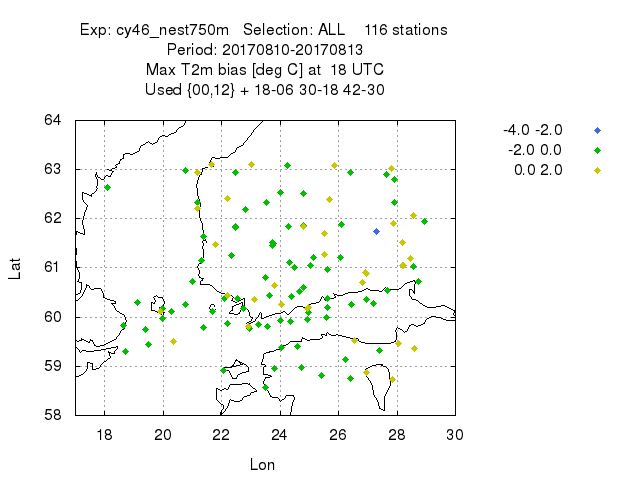 Exp: cy46_nest750m Selection: ALL 116 stations
Period: 20170810-20170813
Max T2m bias [deg C] at 18 UTC
Used {00,12} + 18-06 30-18 42-30
-4.0 -2.0
-2.0 0.0
0.0 2.0
64
63
62
61
60
59
58
Lat
18 20 22 24 26 28 30
Lon